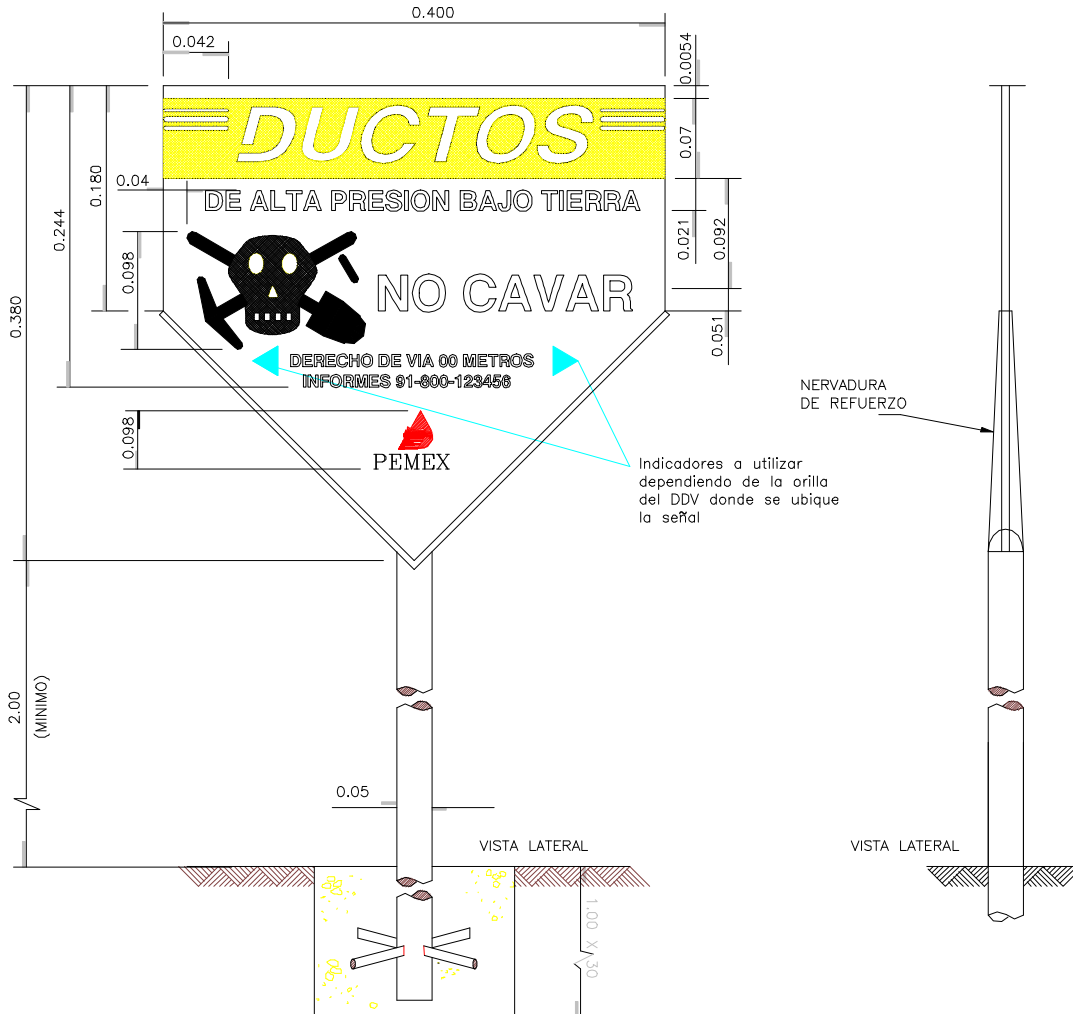 0.400
0.042
0.0054
DUCTOS
0.07
0.180
0.04
DE ALTA PRESION BAJO TIERRA
0.244
0.021
0.092
0.098
NO CAVAR
0.380
0.051
DERECHO DE VIA 00 METROS
INFORMES 91-800-123456
NERVADURA
DE REFUERZO
0.098
PEMEX
Indicadores a utilizar
dependiendo de la orilla
del DDV donde se ubique
la señal
2.00
(MINIMO)
0.05
VISTA LATERAL
VISTA LATERAL
1.00 X .30